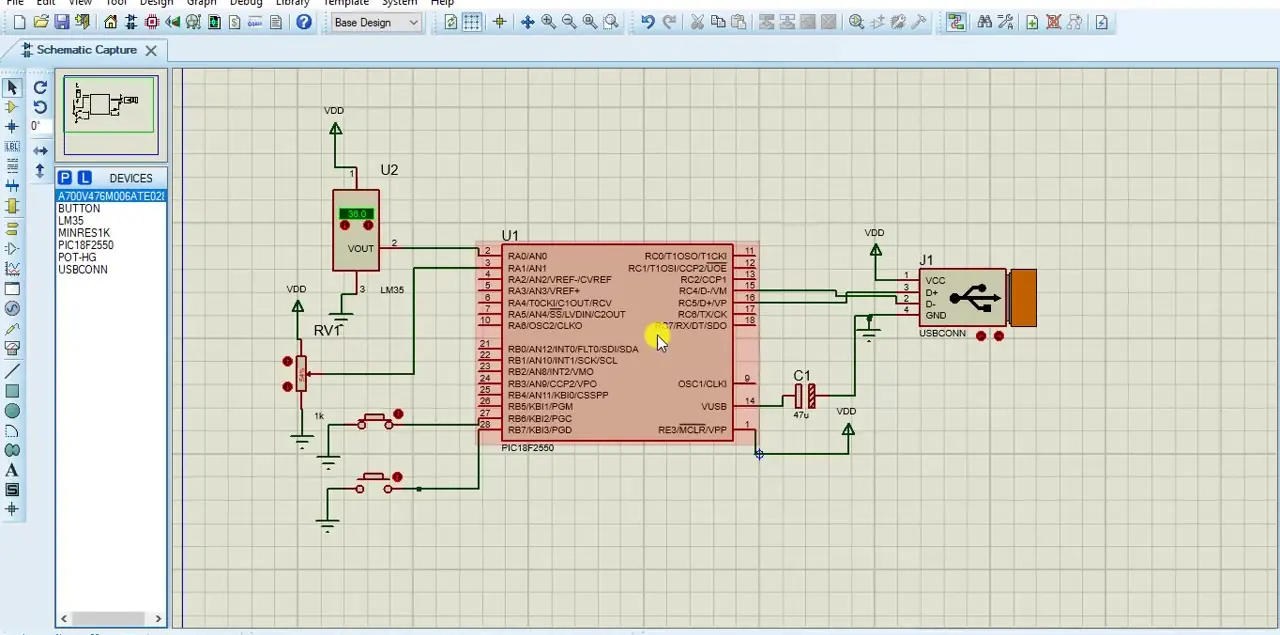 File Edit View Tool Design Graph Debug Library Template System Help
Base Design
Schematic Capture
0°
LBL
P L DEVICES
A700V476M006ATE028
BUTTON
LM35
MINRES1K
PIC18F2550
POT-HG
USBCONN
A
VDD
1
U2
36.0
VOUT
2
3
LM35
VDD
RV1
54%
1k
U1
2 RA0/AN0
3 RA1/AN1
4 RA2/AN2/VREF-/CVREF
5 RA3/AN3/VREF+
6 RA4/T0CKI/C1OUT/RCV
7 RA5/AN4/SS/LVDIN/C2OUT
10 RA6/OSC2/CLKO
21 RB0/AN12/INT0/FLT0/SDI/SDA
22 RB1/AN10/INT1/SCK/SCL
23 RB2/AN8/INT2/VMO
24 RB3/AN9/CCP2/VPO
25 RB4/AN11/KBI0/CSSPP
26 RB5/KBI1/PGM
27 RB6/KBI2/PGC
28 RB7/KBI3/PGD
RC0/T1OSO/T1CKI 11
RC1/T1OSI/CCP2/UOE 12
RC2/CCP1 13
RC4/D-/VM 15
RC5/D+/VP 16
RC6/TX/CK 17
RC7/RX/DT/SDO 18
OSC1/CLKI 9
VUSB 14
RE3/MCLR/VPP 1
PIC18F2550
C1
47u
VDD
VDD
J1
1 VCC
3 D+
2 D-
4 GND
USBCONN